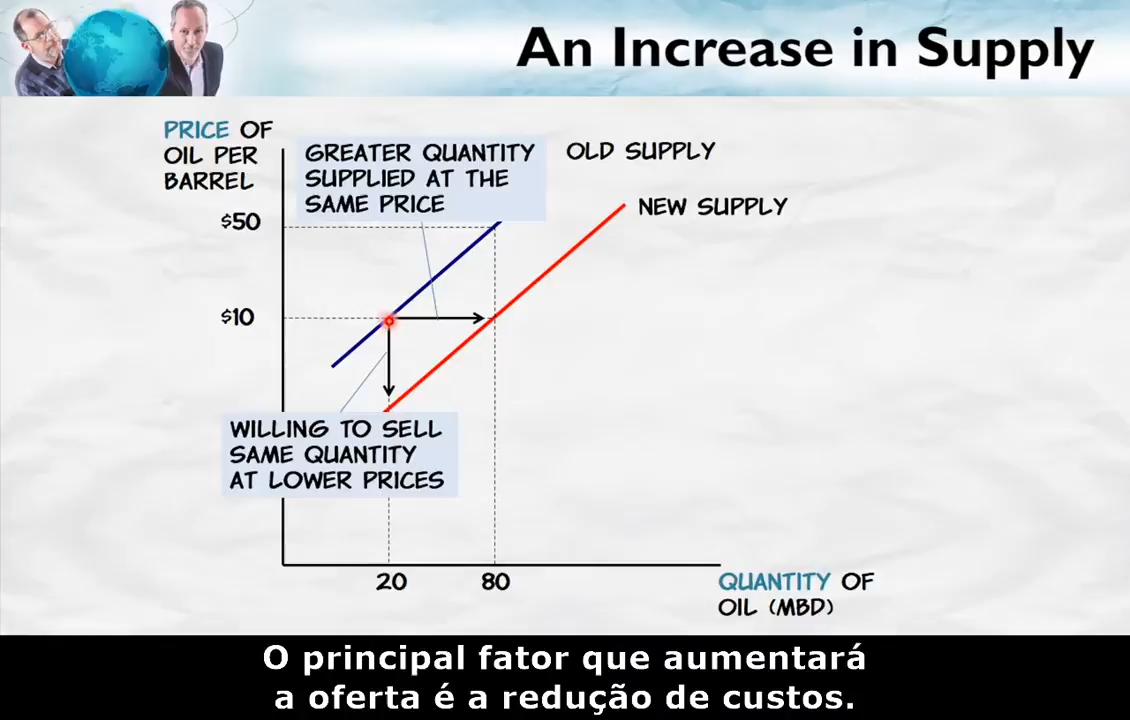 An Increase in Supply
PRICE OF
OIL PER
BARREL
GREATER QUANTITY
SUPPLIED AT THE
SAME PRICE
OLD SUPPLY
NEW SUPPLY
$50
$10
WILLING TO SELL
SAME QUANTITY
AT LOWER PRICES
20
80
QUANTITY OF
OIL (MBD)
O principal fator que aumentará
a oferta é a redução de custos.